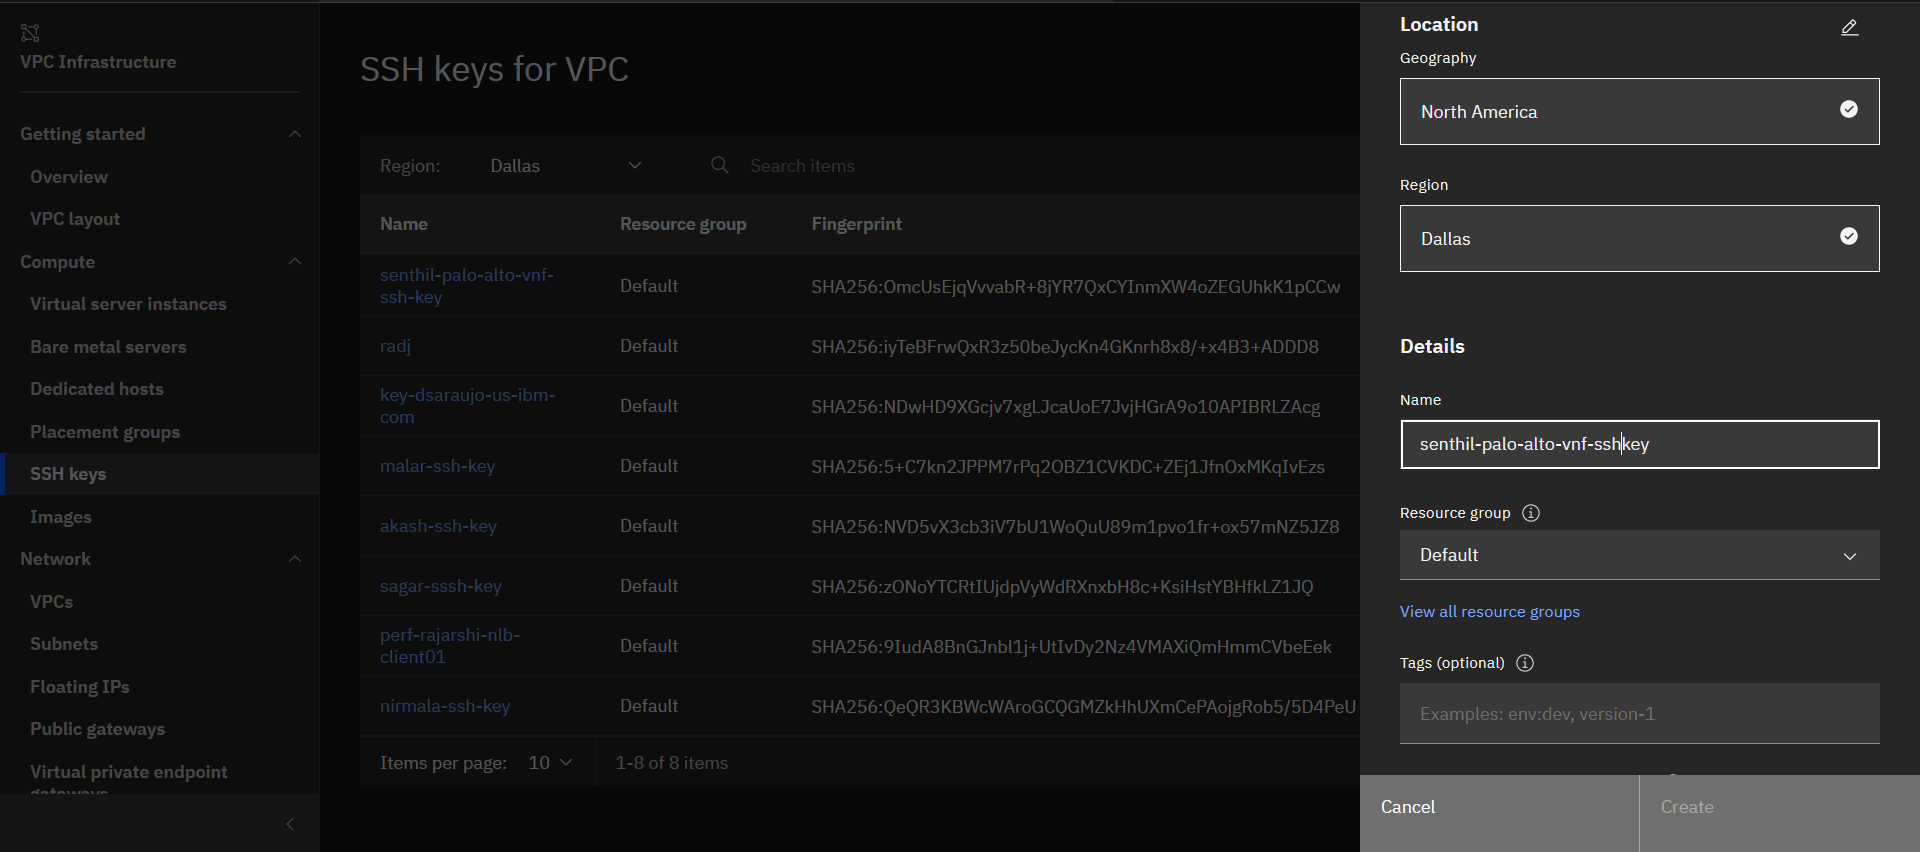 VPC Infrastructure
Getting started
Overview
VPC layout
Compute
Virtual server instances
Bare metal servers
Dedicated hosts
Placement groups
SSH keys
Images
Network
VPCs
Subnets
Floating IPs
Public gateways
Virtual private endpoint
gateways
SSH keys for VPC
Region: Dallas Search items
Name Resource group Fingerprint
senthil-palo-alto-vnf-
ssh-key Default SHA256:OmcUsEjqVvvabR+8jYR7QxCYInmXW4oZEGUhkK1pCCw
radj Default SHA256:iyTeBFrwQxR3z50beJycKn4GKnrh8x8/+x4B3+ADDD8
key-dsaraujo-us-ibm-
com Default SHA256:NDwHD9XGcjv7xgLJcaUoE7JvjHGrA9o10APIBRLZAcg
malar-ssh-key Default SHA256:5+C7kn2JPPM7rPq2OBZ1CVKDC+ZEj1JfnOxMKqIvEzs
akash-ssh-key Default SHA256:NVD5vX3cb3iV7bU1WoQuU89m1pvo1fr+ox57mNZ5JZ8
sagar-sssh-key Default SHA256:zONoYTCRtIUjdpVyWdRXnxbH8c+KsiHstYBHfkLZ1JQ
perf-rajarshi-nlb-
client01 Default SHA256:9IudA8BnGJnbl1j+UtIvDy2Nz4VMAXiQmHmmCVbeEek
nirmala-ssh-key Default SHA256:QeQR3KBWcWAroGCQGMZkHhUXmCePAojgRob5/5D4PeU
Items per page: 10 1-8 of 8 items
Location
Geography
North America
Region
Dallas
Details
Name
senthil-palo-alto-vnf-sshkey
Resource group
Default
View all resource groups
Tags (optional)
Examples: env:dev, version-1
Cancel Create